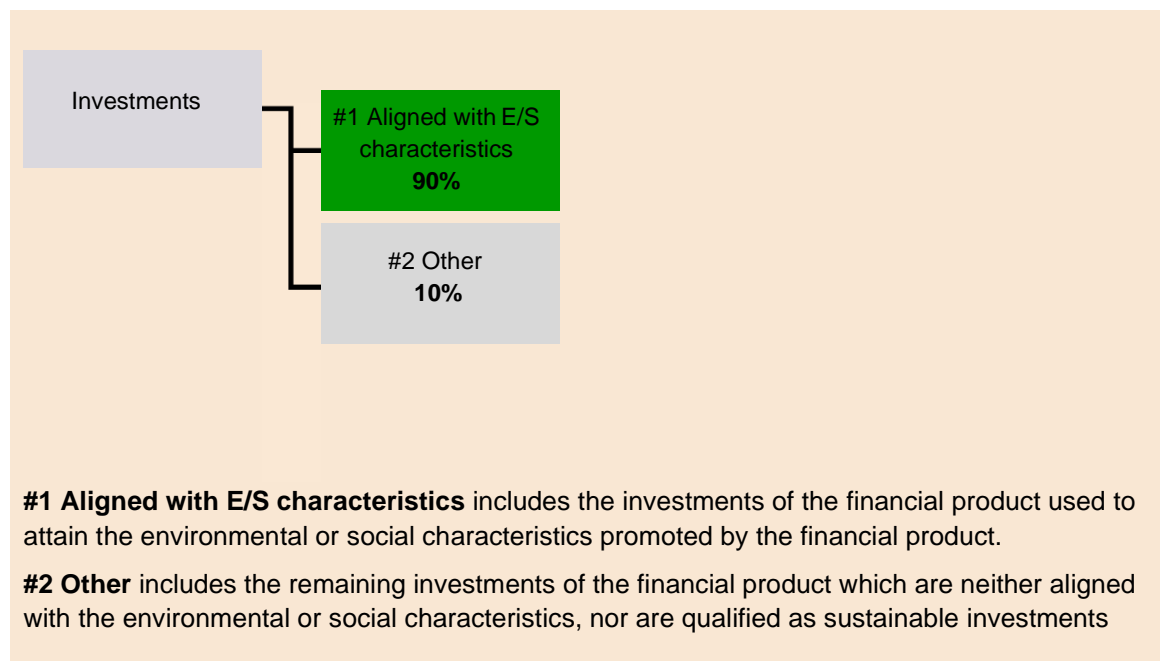 Investments
#1 Aligned with E/S
characteristics
90%
#2 Other
10%
#1 Aligned with E/S characteristics includes the investments of the financial product used to
attain the environmental or social characteristics promoted by the financial product.
#2 Other includes the remaining investments of the financial product which are neither aligned
with the environmental or social characteristics, nor are qualified as sustainable investments